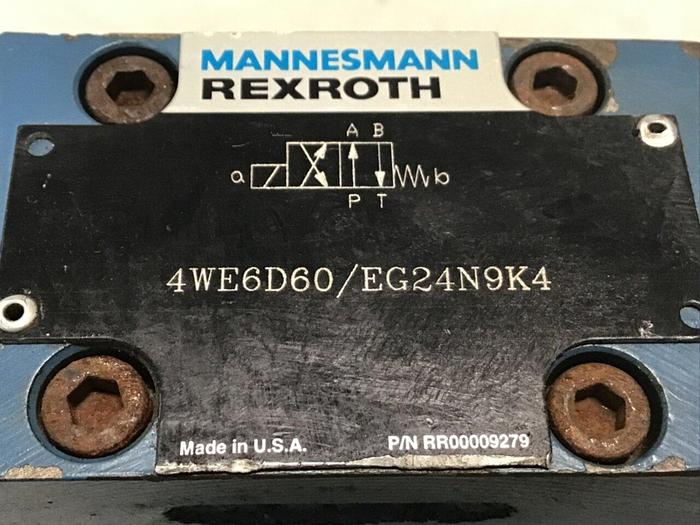 MANNESMANN
REXROTH
A B
a b
P T
4WE6D60/EG24N9K4
Made in U.S.A. P/N RR00009279